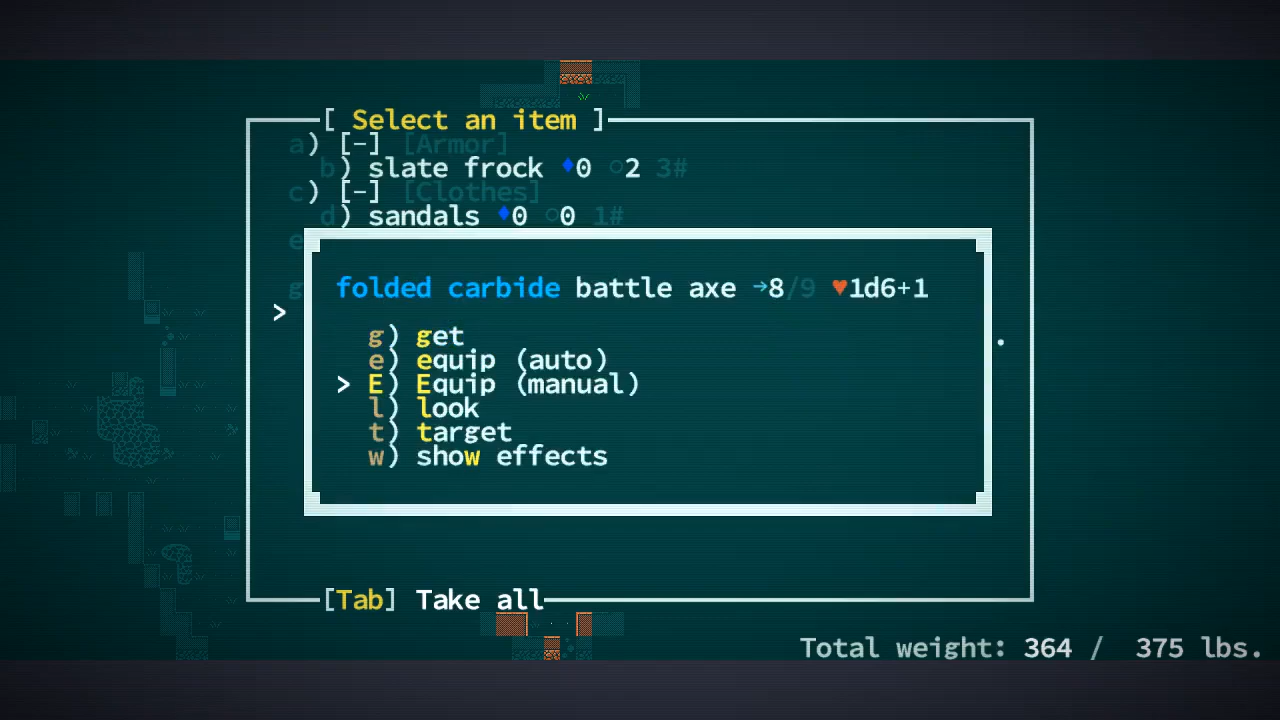 [ Select an item ]
a) [-] [Armor]
b) slate frock ♦0 ○2 3#
c) [-] [Clothes]
d) sandals ♦0 ○0 1#
e
folded carbide battle axe →8/9 ♥1d6+1
g
>
g) get
.
e) equip (auto)
> E) Equip (manual)
l) look
t) target
w) show effects
[Tab] Take all
Total weight: 364 / 375 lbs.